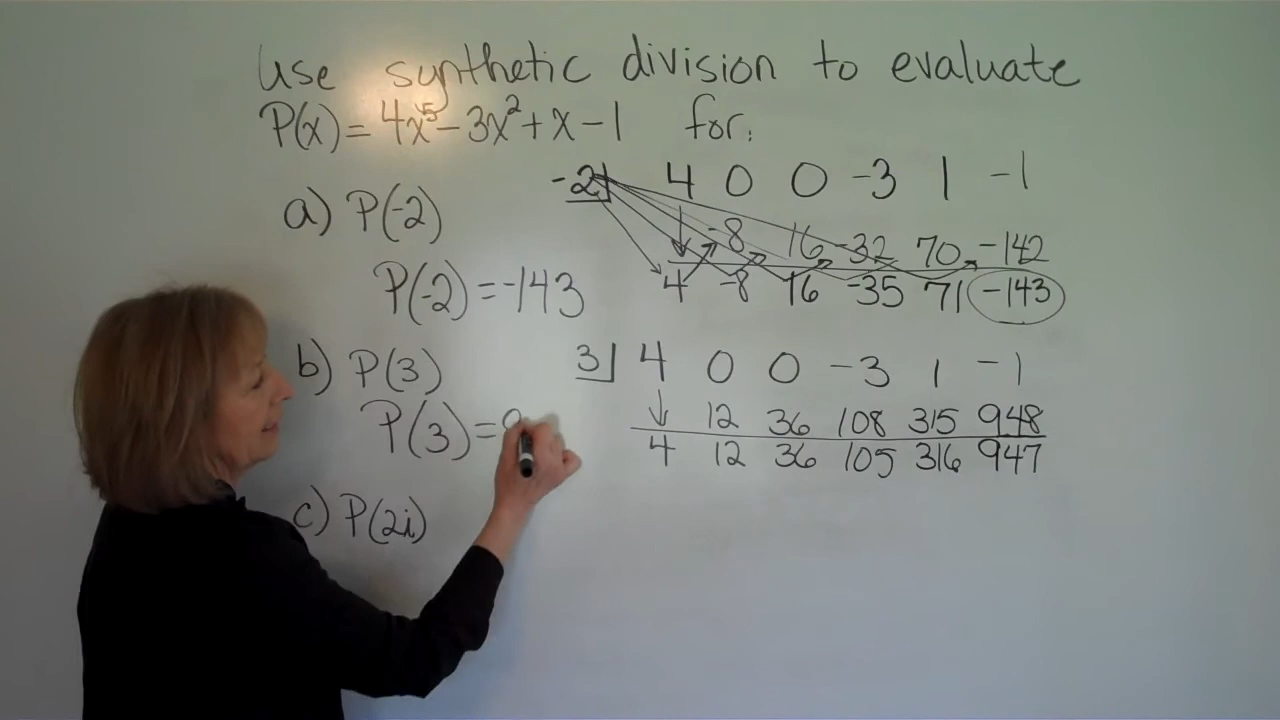 Use synthetic division to evaluate
P(x) = 4x⁵ - 3x² + x - 1 for:
a) P(-2)
-2| 4 0 0 -3 1 -1
-8 16 -32 70 -142
4 -8 16 -35 71 -143
P(-2) = -143
b) P(3)
3| 4 0 0 -3 1 -1
12 36 108 315 948
4 12 36 105 316 947
P(3) = 9
c) P(2i)